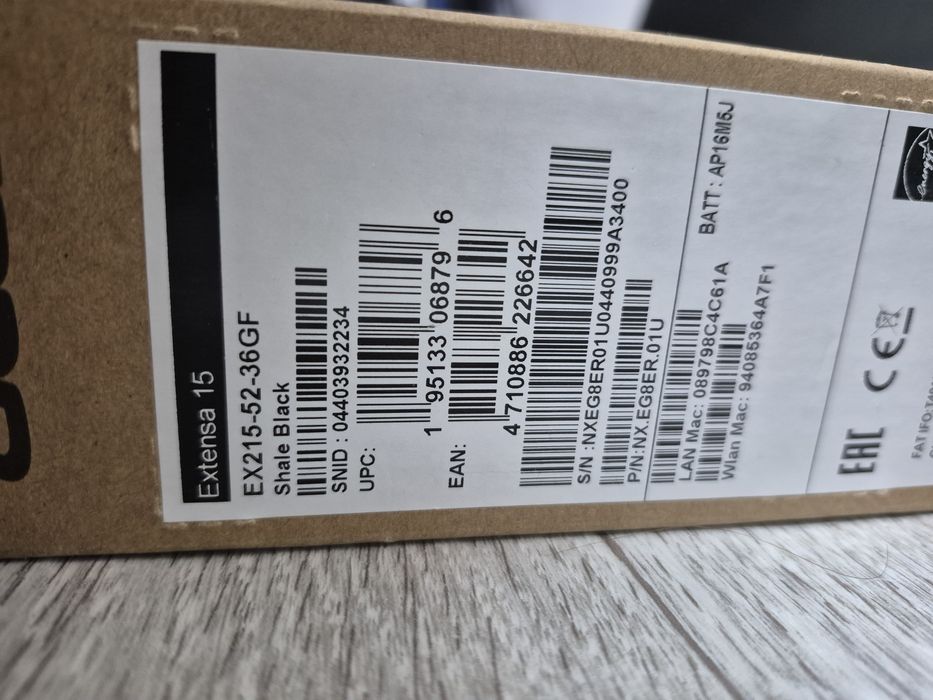 Extensa 15
EX215-52-36GF
Shale Black
SNID : 04403932234
UPC:
1 95133 06879 6
EAN:
4 710886 226642
S/N :NXEG8ER01U0440999A3400
P/N:NX.EG8ER.01U
LAN Mac: 089798C4C61A
BATT : AP16M5J
Wlan Mac: 94085364A7F1
EAC CE